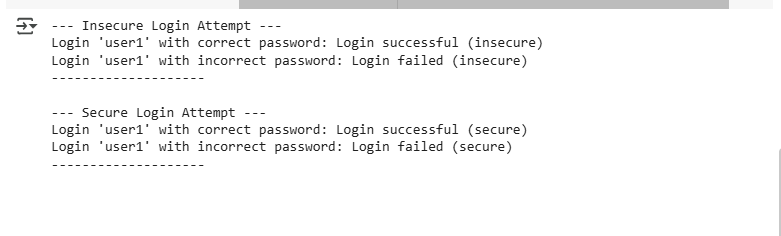 --- Insecure Login Attempt ---
Login 'user1' with correct password: Login successful (insecure)
Login 'user1' with incorrect password: Login failed (insecure)
--------------------
--- Secure Login Attempt ---
Login 'user1' with correct password: Login successful (secure)
Login 'user1' with incorrect password: Login failed (secure)
--------------------